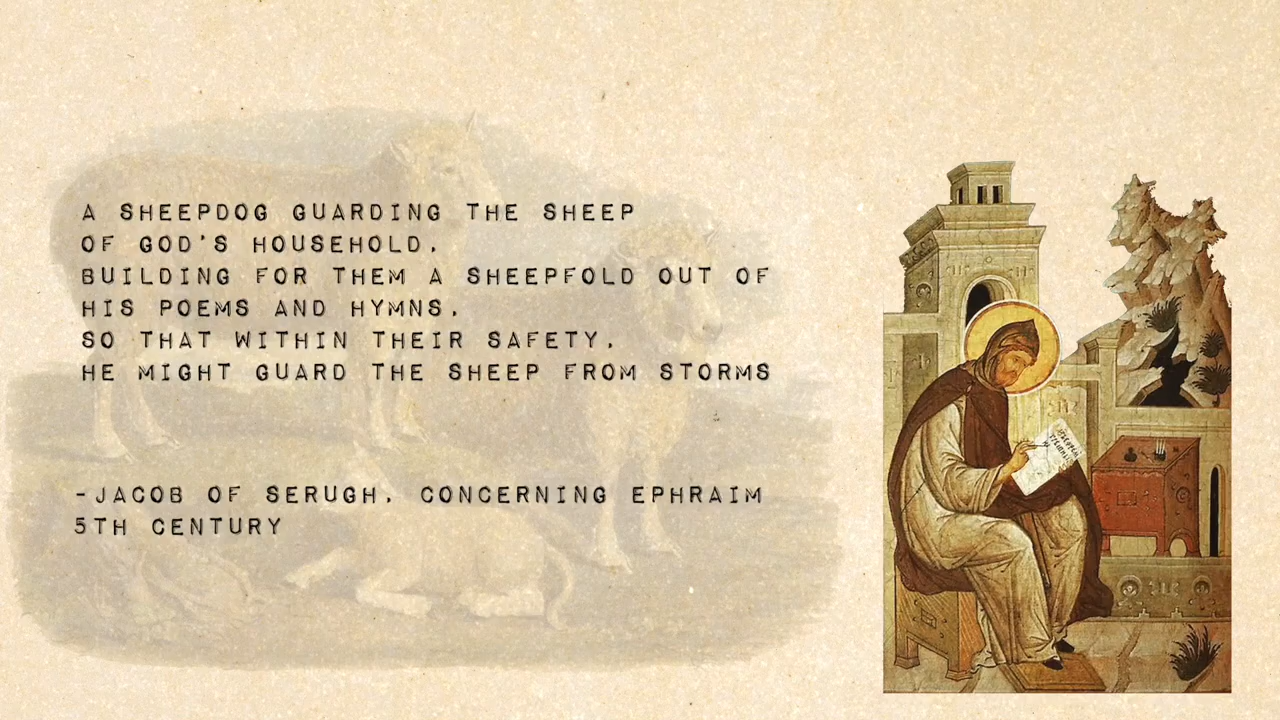 A SHEEPDOG GUARDING THE SHEEP
OF GOD'S HOUSEHOLD,
BUILDING FOR THEM A SHEEPFOLD OUT OF
HIS POEMS AND HYMNS,
SO THAT WITHIN THEIR SAFETY,
HE MIGHT GUARD THE SHEEP FROM STORMS
-JACOB OF SERUGH, CONCERNING EPHRAIM
5TH CENTURY